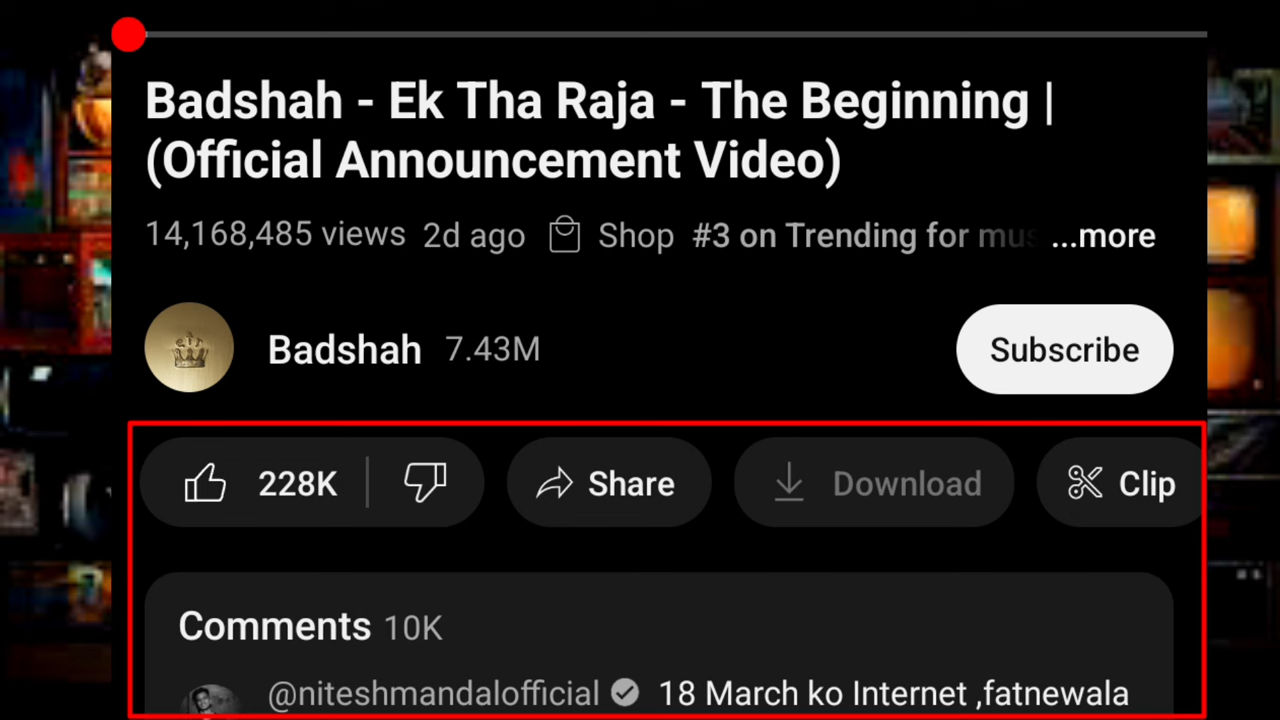 Badshah - Ek Tha Raja - The Beginning |
(Official Announcement Video)
14,168,485 views 2d ago Shop #3 on Trending for mus ...more
Badshah 7.43M Subscribe
228K Share Download Clip
Comments 10K
@niteshmandalofficial 18 March ko Internet ,fatnewala